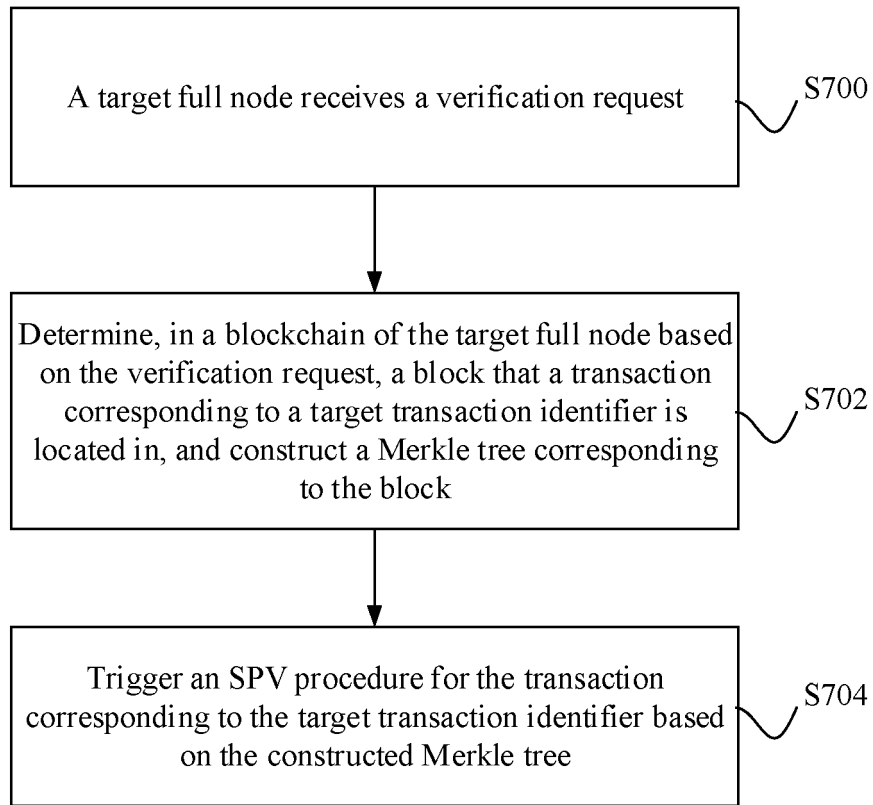 A target full node receives a verification request
S700
Determine, in a blockchain of the target full node based
on the verification request, a block that a transaction
corresponding to a target transaction identifier is
located in, and construct a Merkle tree corresponding
to the block
S702
Trigger an SPV procedure for the transaction
corresponding to the target transaction identifier based
on the constructed Merkle tree
S704